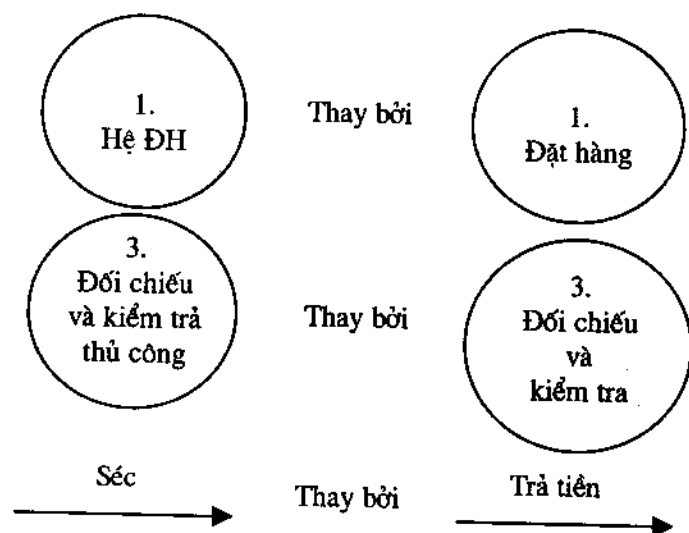 1.
Hệ ĐH
Thay bởi
1.
Đặt hàng
3.
Đối chiếu
và kiểm trả
thủ công
Thay bởi
3.
Đối chiếu
và
kiểm tra
Séc
Thay bởi
Trả tiền